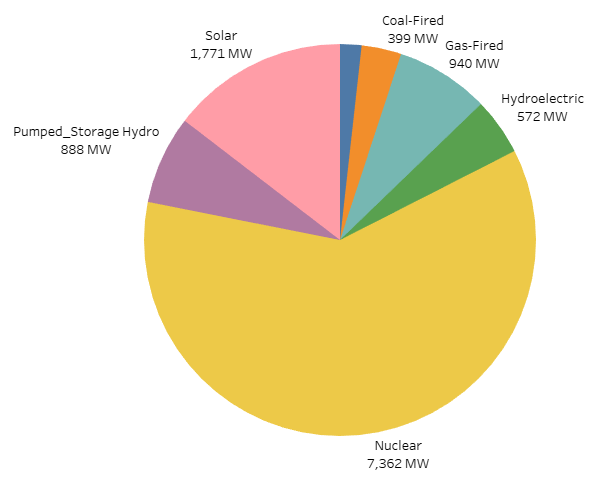 Coal-Fired
399 MW
Gas-Fired
940 MW
Hydroelectric
572 MW
Nuclear
7,362 MW
Pumped_Storage Hydro
888 MW
Solar
1,771 MW